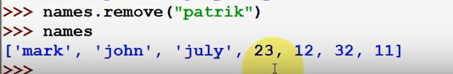 >>> names.remove("patrik")
>>> names
['mark', 'john', 'july', 23, 12, 32, 11]
>>>